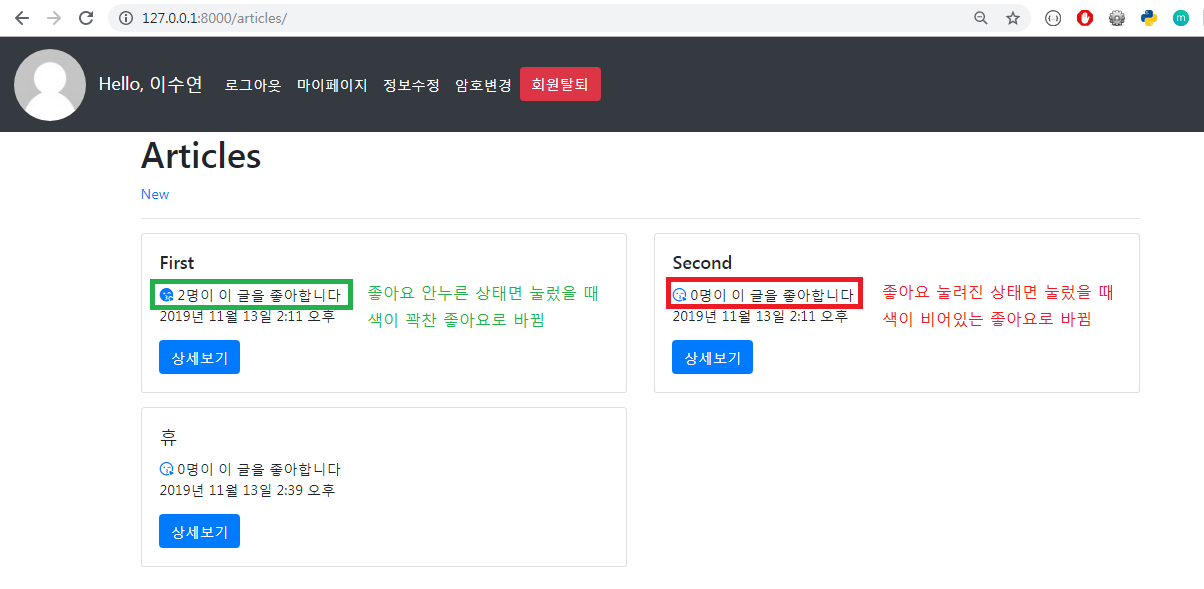 127.0.0.1:8000/articles/
m
Hello, 이수연 로그아웃 마이페이지 정보수정 암호변경 회원탈퇴
Articles
New
First
2명이 이 글을 좋아합니다
2019년 11월 13일 2:11 오후
상세보기
좋아요 안누른 상태면 눌렀을 때
색이 꽉찬 좋아요로 바뀜
Second
0명이 이 글을 좋아합니다
2019년 11월 13일 2:11 오후
상세보기
좋아요 눌려진 상태면 눌렀을 때
색이 비어있는 좋아요로 바뀜
휴
0명이 이 글을 좋아합니다
2019년 11월 13일 2:39 오후
상세보기